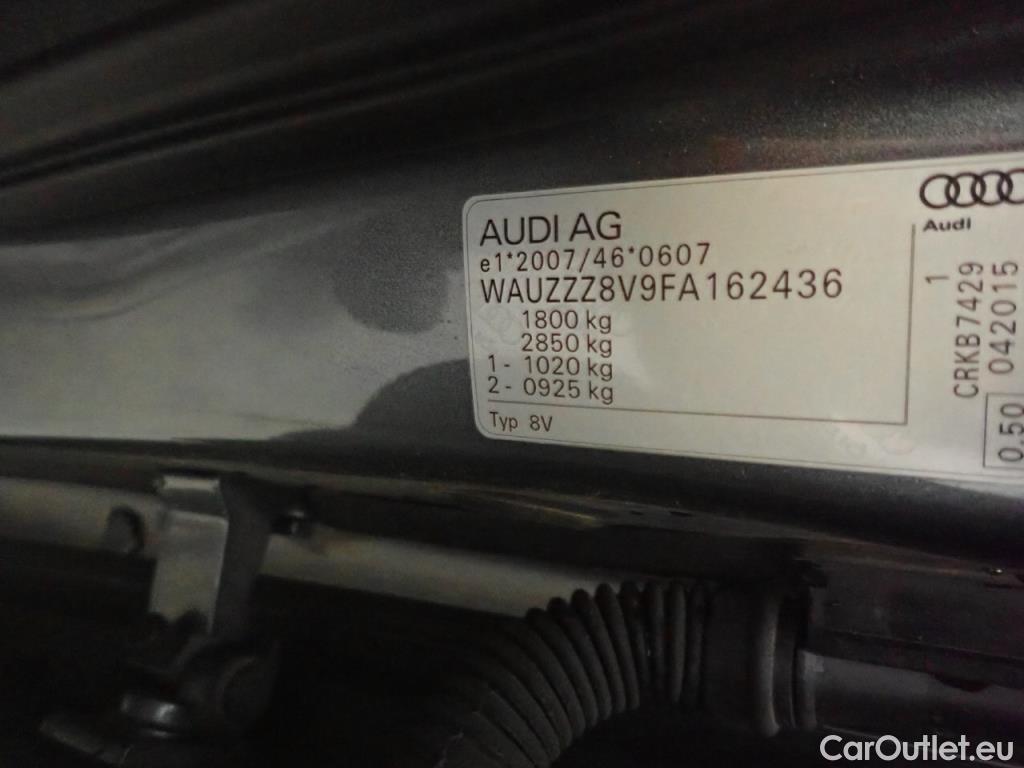 AUDI AG
e1*2007/46*0607
WAUZZZ8V9FA162436
1800 kg
2850 kg
1- 1020 kg
2- 0925 kg
Typ 8V
Audi
1
CRKB7429
042015
0,50
CarOutlet.eu